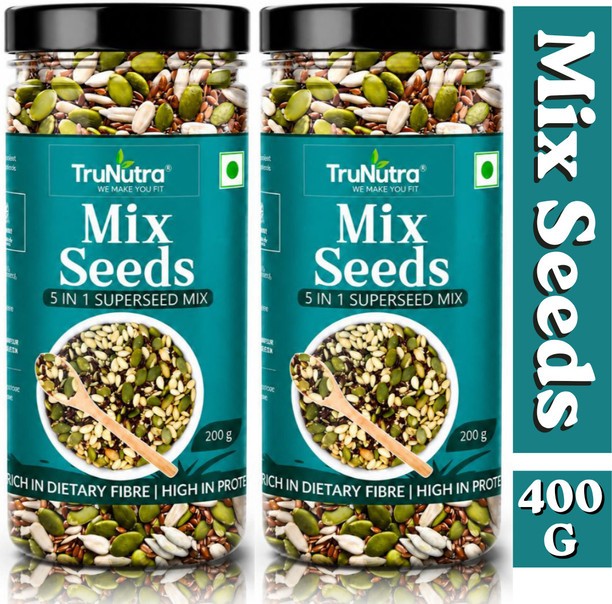 TruNutra®
WE MAKE YOU FIT
Mix
Seeds
5 IN 1 SUPERSEED MIX
200 g
RICH IN DIETARY FIBRE | HIGH IN PROTE
TruNutra®
WE MAKE YOU FIT
Mix
Seeds
5 IN 1 SUPERSEED MIX
200 g
RICH IN DIETARY FIBRE | HIGH IN PROTE
Mix Seeds
400
G